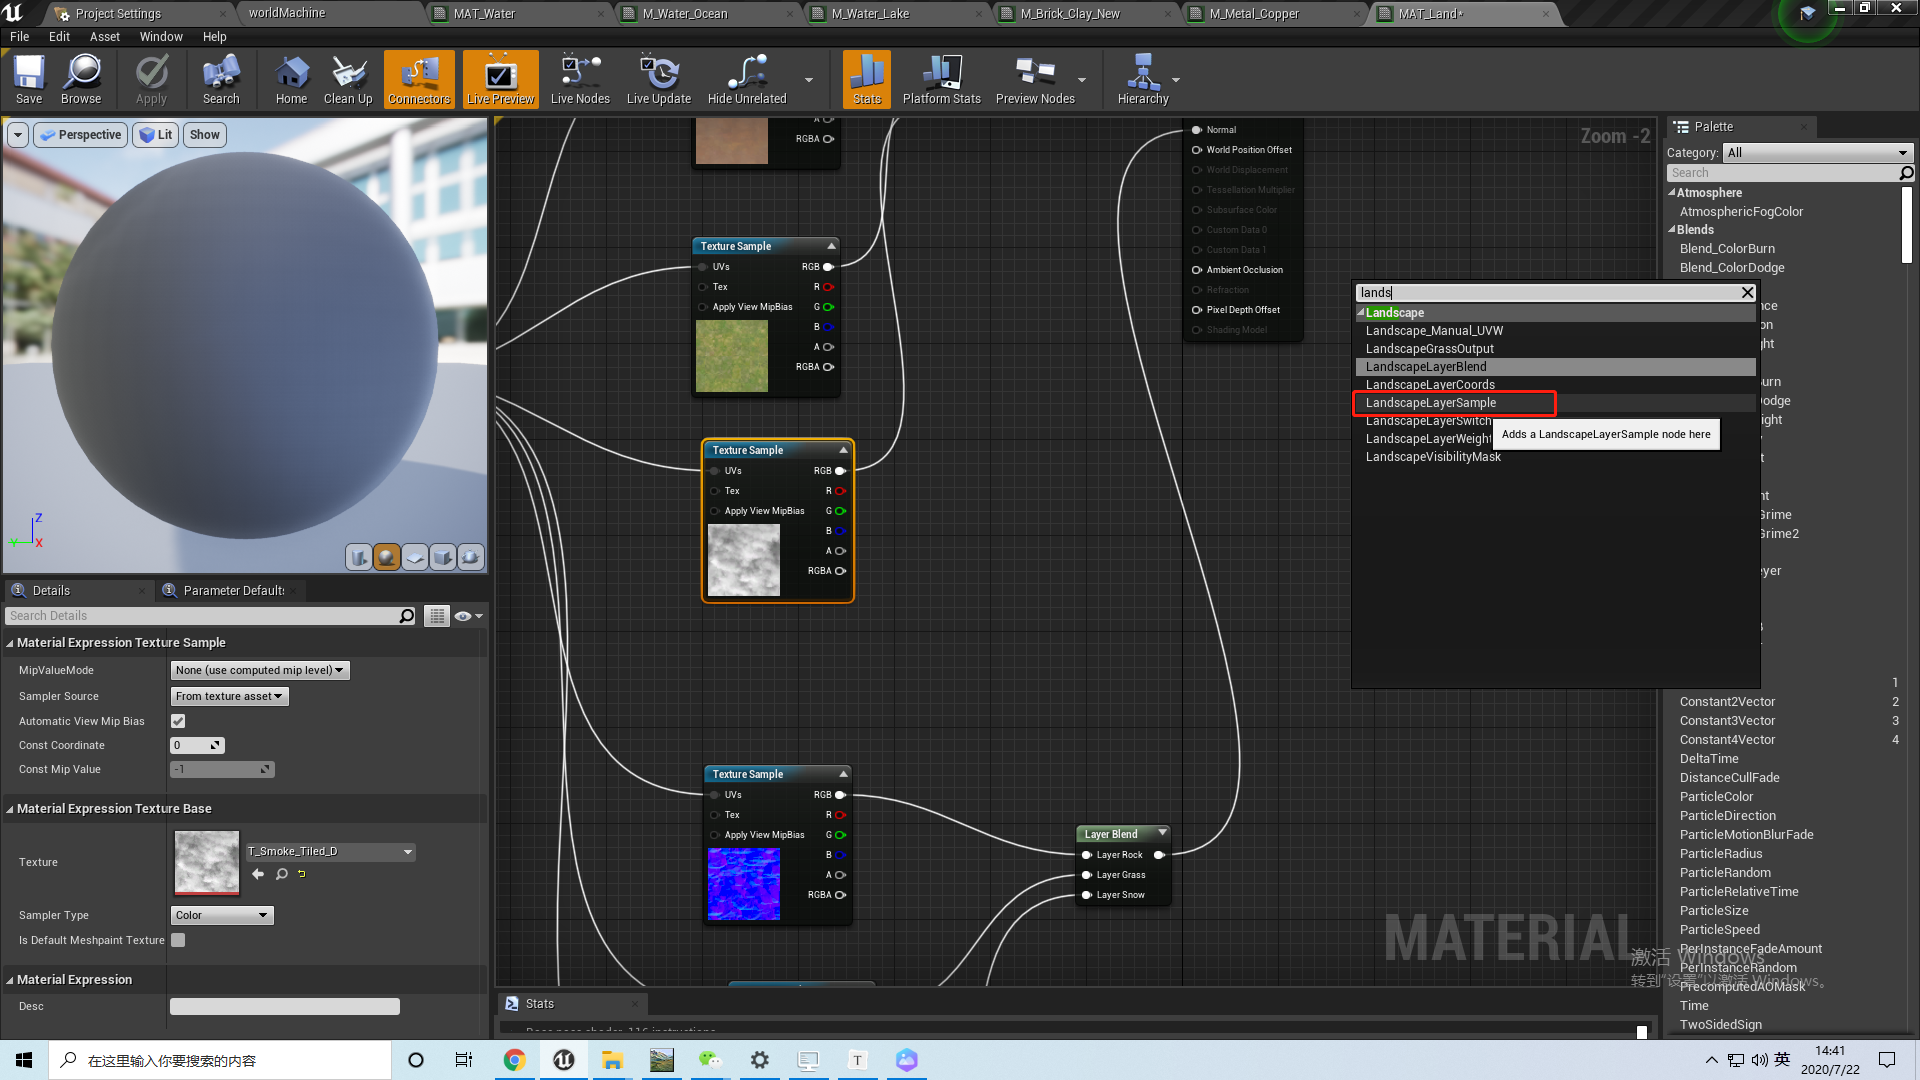 Project Settings
worldMachine
MAT_Water
M_Water_Ocean
M_Water_Lake
M_Brick_Clay_New
M_Metal_Copper
MAT_Land*
File
Edit
Asset
Window
Help
Save
Browse
Apply
Search
Home
Clean Up
Connectors
Live Preview
Live Nodes
Live Update
Hide Unrelated
Stats
Platform Stats
Preview Nodes
Hierarchy
Perspective
Lit
Show
Z
X
Details
Parameter Defaults
Search Details
Material Expression Texture Sample
MipValueMode
None (use computed mip level)
Sampler Source
From texture asset
Automatic View Mip Bias
Const Coordinate
0
Const Mip Value
-1
Material Expression Texture Base
Texture
T_Smoke_Tiled_D
Sampler Type
Color
Is Default Meshpaint Texture
Material Expression
Desc
Zoom -2
A
RGBA
Texture Sample
UVs
RGB
Tex
R
Apply View MipBias
G
B
A
RGBA
Texture Sample
UVs
RGB
Tex
R
Apply View MipBias
G
B
A
RGBA
Texture Sample
UVs
RGB
Tex
R
Apply View MipBias
G
B
A
RGBA
Normal
World Position Offset
World Displacement
Tessellation Multiplier
Subsurface Color
Custom Data 0
Custom Data 1
Ambient Occlusion
Refraction
Pixel Depth Offset
Shading Model
Layer Blend
Layer Rock
Layer Grass
Layer Snow
MATERIAL
Stats
lands
Landscape
Landscape_Manual_UVW
LandscapeGrassOutput
LandscapeLayerBlend
LandscapeLayerCoords
LandscapeLayerSample
LandscapeLayerSwitch
LandscapeLayerWeight
LandscapeVisibilityMask
Adds a LandscapeLayerSample node here
Palette
Category:
All
Search
Atmosphere
AtmosphericFogColor
Blends
Blend_ColorBurn
Blend_ColorDodge
1
Constant2Vector
2
Constant3Vector
3
Constant4Vector
4
DeltaTime
DistanceCullFade
ParticleColor
ParticleDirection
ParticleMotionBlurFade
ParticleRadius
ParticleRandom
ParticleRelativeTime
ParticleSize
ParticleSpeed
PerInstanceFadeAmount
PerInstanceRandom
PrecomputedAOMask
Time
TwoSidedSign
激活 Windows
转到"设置"以激活 Windows。
在这里输入你要搜索的内容
英
14:41
2020/7/22